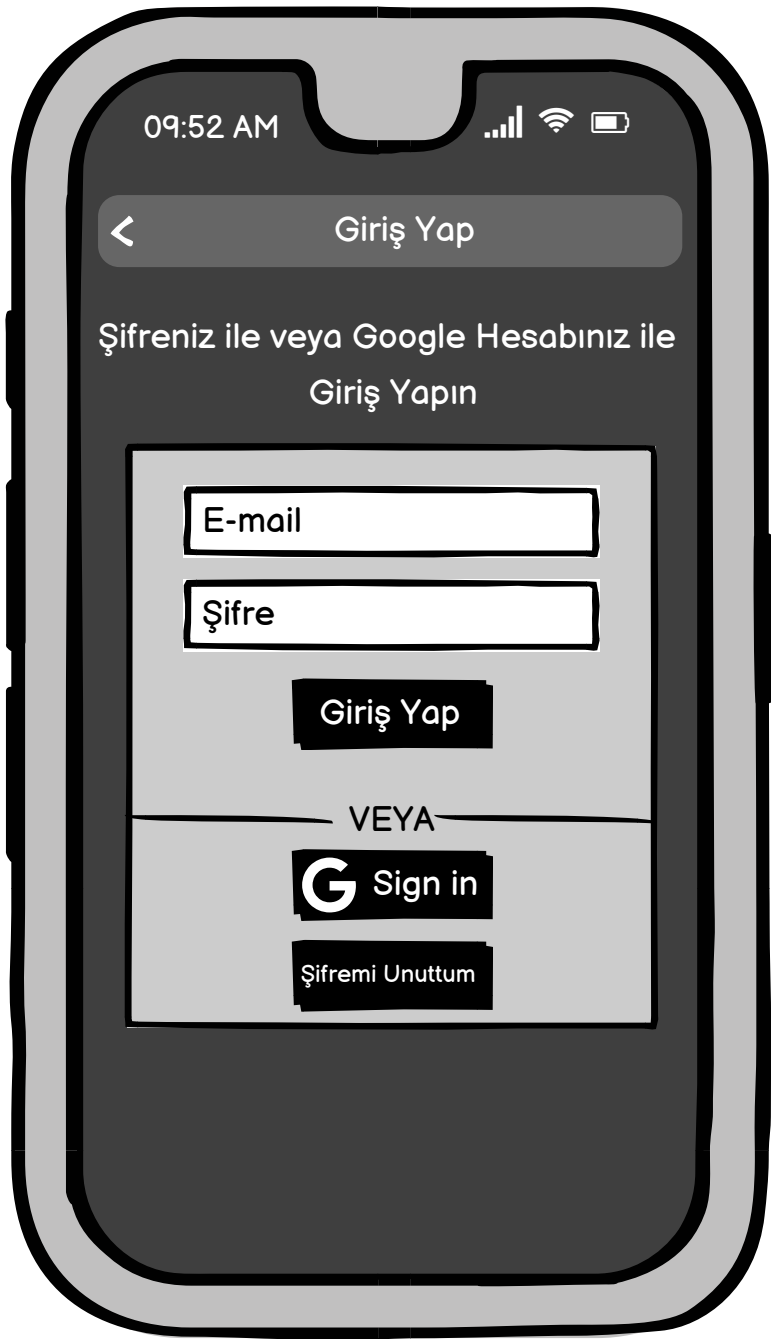 09:52 AM
Giriş Yap
Şifreniz ile veya Google Hesabınız ile
Giriş Yapın
E-mail
Şifre
Giriş Yap
VEYA
G Sign in
Şifremi Unuttum